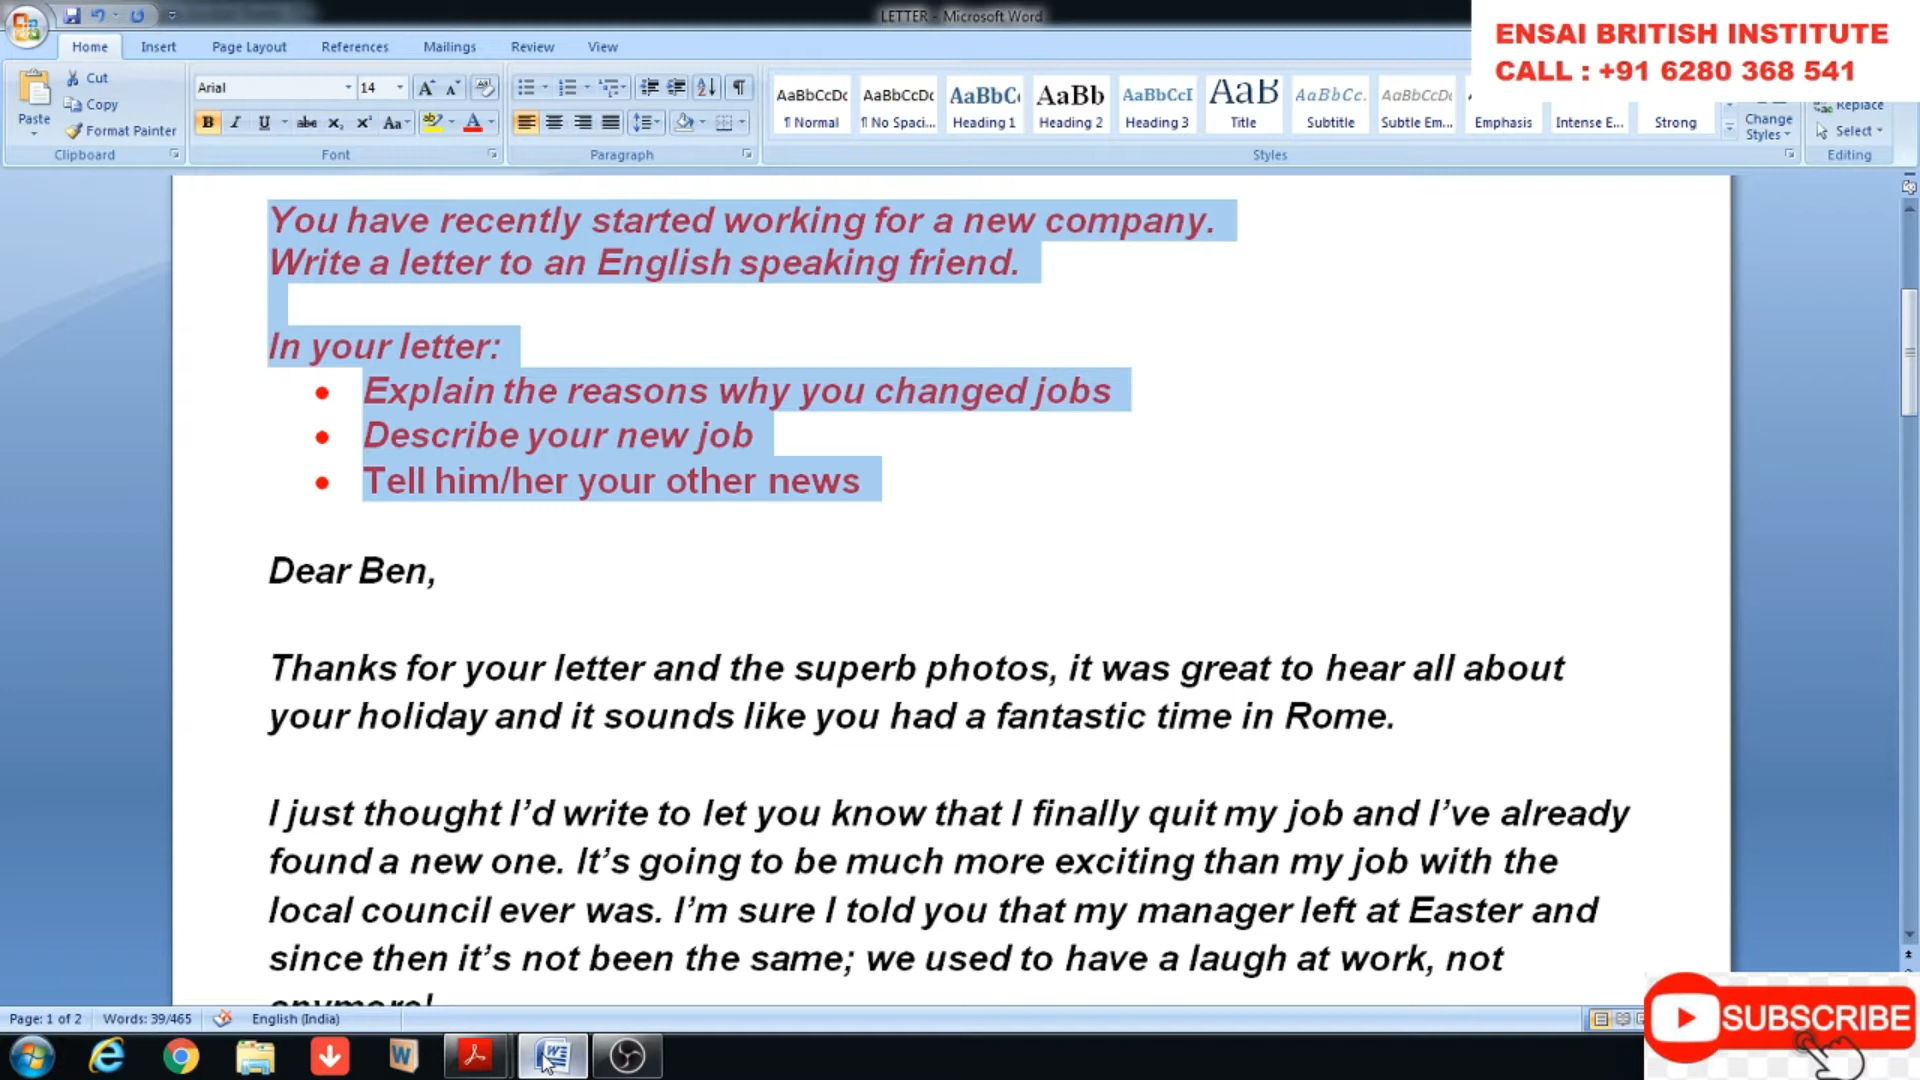 LETTER - Microsoft Word
ENSAI BRITISH INSTITUTE
CALL : +91 6280 368 541
Home Insert Page Layout References Mailings Review View
Cut
Copy
Format Painter
Paste
Clipboard
Arial 14
Font
Paragraph
AaBbCcDc AaBbCcDc AaBbC AaBb AaBbCcI AaB AaBbCc. AaBbCcDc
¶ Normal ¶ No Spaci... Heading 1 Heading 2 Heading 3 Title Subtitle Subtle Em... Emphasis Intense E... Strong
Change
Styles
Styles
Replace
Select
Editing
You have recently started working for a new company.
Write a letter to an English speaking friend.
In your letter:
• Explain the reasons why you changed jobs
• Describe your new job
• Tell him/her your other news
Dear Ben,
Thanks for your letter and the superb photos, it was great to hear all about
your holiday and it sounds like you had a fantastic time in Rome.
I just thought I’d write to let you know that I finally quit my job and I’ve already
found a new one. It’s going to be much more exciting than my job with the
local council ever was. I’m sure I told you that my manager left at Easter and
since then it’s not been the same; we used to have a laugh at work, not
anymore!
Page: 1 of 2 Words: 39/465 English (India)
SUBSCRIBE